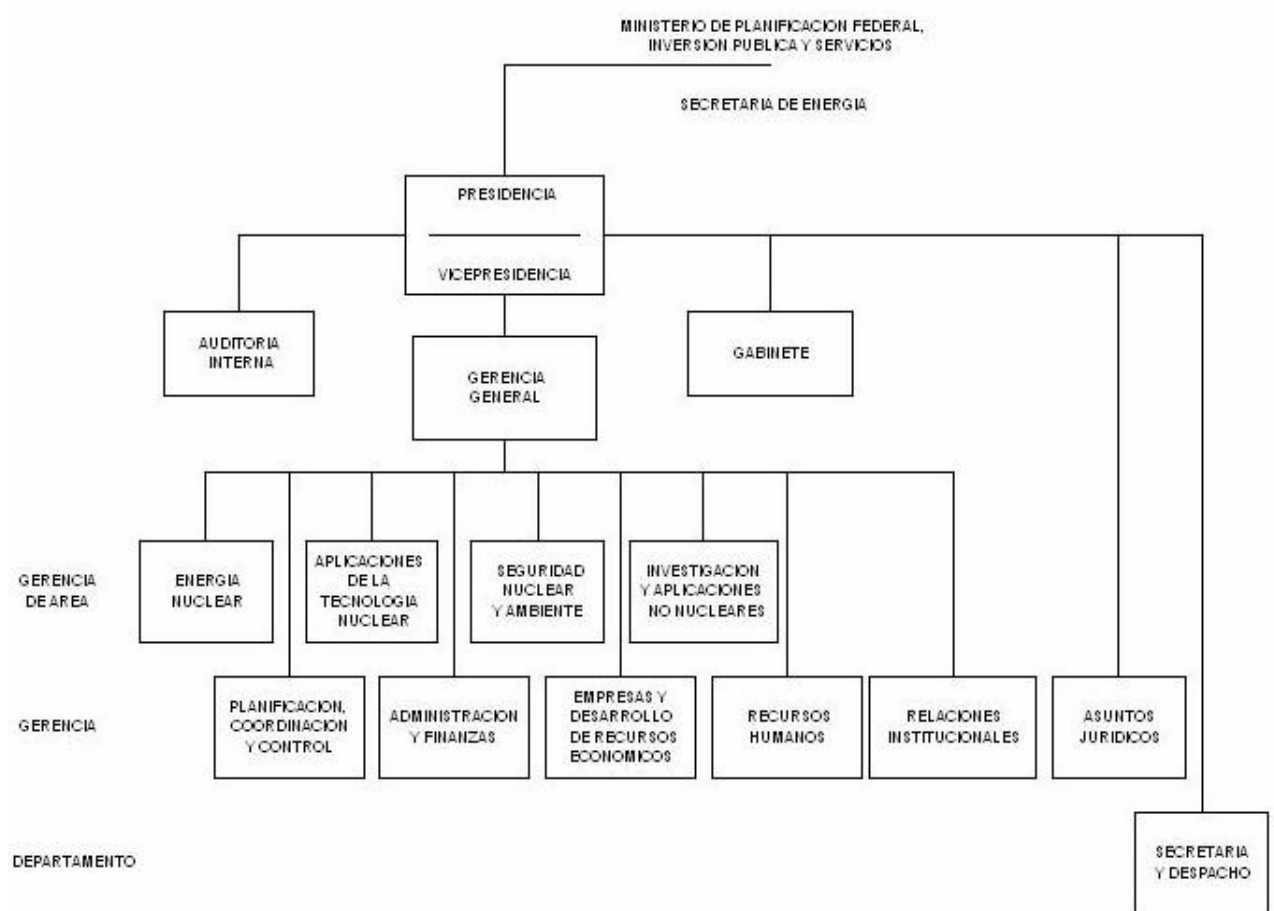 MINISTERIO DE PLANIFICACION FEDERAL,
INVERSION PUBLICA Y SERVICIOS
SECRETARIA DE ENERGIA
PRESIDENCIA
VICEPRESIDENCIA
AUDITORIA
INTERNA
GERENCIA
GENERAL
GABINETE
GERENCIA
DE AREA
ENERGIA
NUCLEAR
APLICACIONES
DE LA
TECNOLOGIA
NUCLEAR
SEGURIDAD
NUCLEAR
Y AMBIENTE
INVESTIGACION
Y APLICACIONES
NO NUCLEARES
GERENCIA
PLANIFICACION,
COORDINACION
Y CONTROL
ADMINISTRACION
Y FINANZAS
EMPRESAS Y
DESARROLLO
DE RECURSOS
ECONOMICOS
RECURSOS
HUMANOS
RELACIONES
INSTITUCIONALES
ASUNTOS
JURIDICOS
DEPARTAMENTO
SECRETARIA
Y DESPACHO